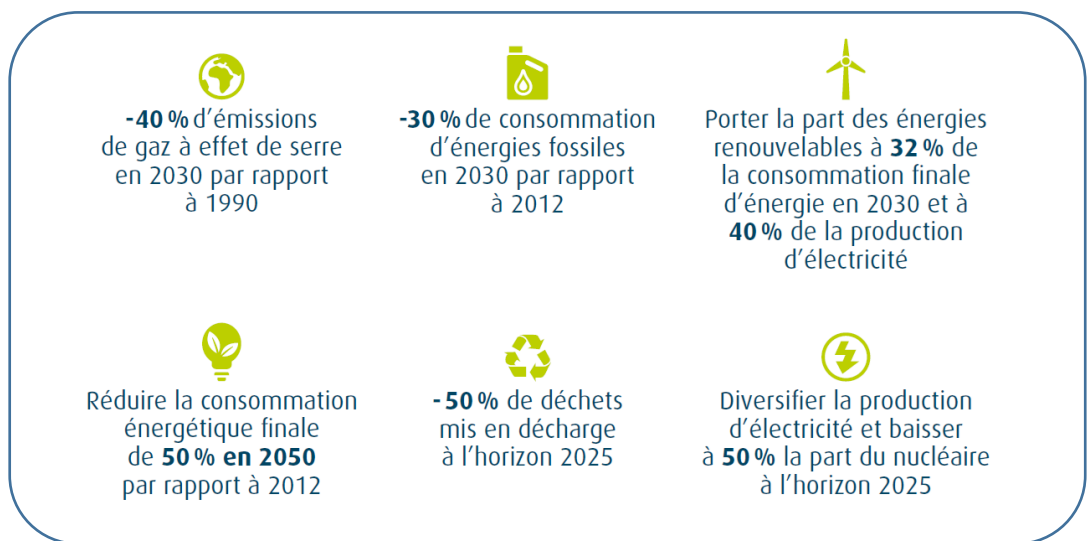 -40 % d'émissions
de gaz à effet de serre
en 2030 par rapport
à 1990
-30 % de consommation
d'énergies fossiles
en 2030 par rapport
à 2012
Porter la part des énergies
renouvelables à 32 % de
la consommation finale
d'énergie en 2030 et à
40 % de la production
d'électricité
Réduire la consommation
énergétique finale
de 50 % en 2050
par rapport à 2012
- 50 % de déchets
mis en décharge
à l'horizon 2025
Diversifier la production
d'électricité et baisser
à 50 % la part du nucléaire
à l'horizon 2025